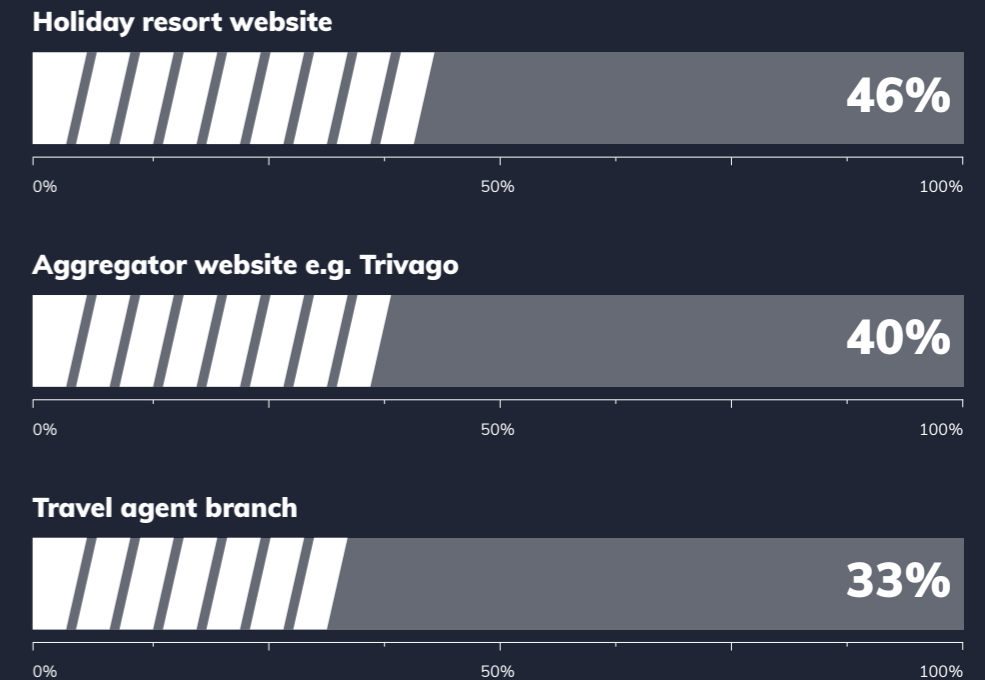 Holiday resort website
46%
0% 50% 100%
Aggregator website e.g. Trivago
40%
0% 50% 100%
Travel agent branch
33%
0% 50% 100%